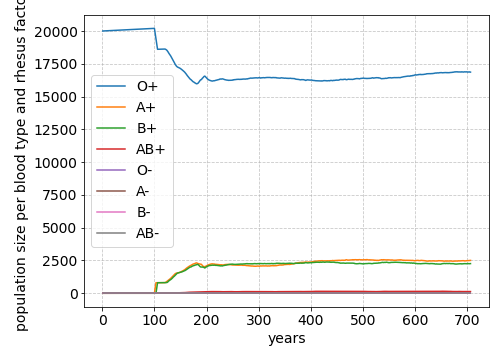 population size per blood type and rhesus facto
20000
17500
15000
12500
10000
7500
5000
2500
0
O+
A+
B+
AB+
O-
A-
B-
AB-
0 100 200 300 400 500 600 700
years